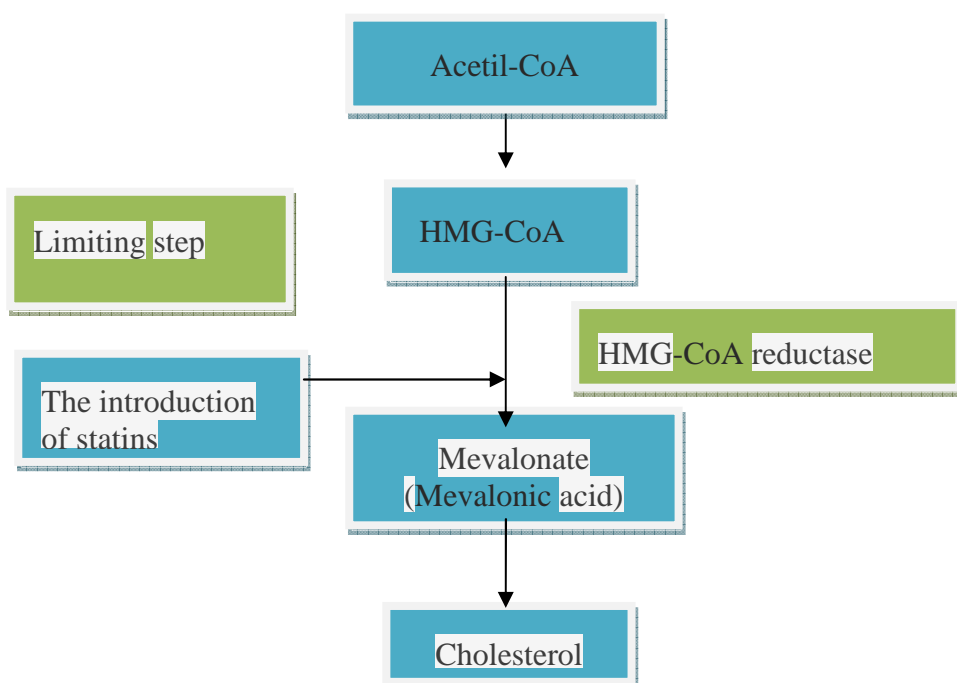 Acetil-CoA
HMG-CoA
Limiting step
HMG-CoA reductase
The introduction
of statins
Mevalonate
(Mevalonic acid)
Cholesterol